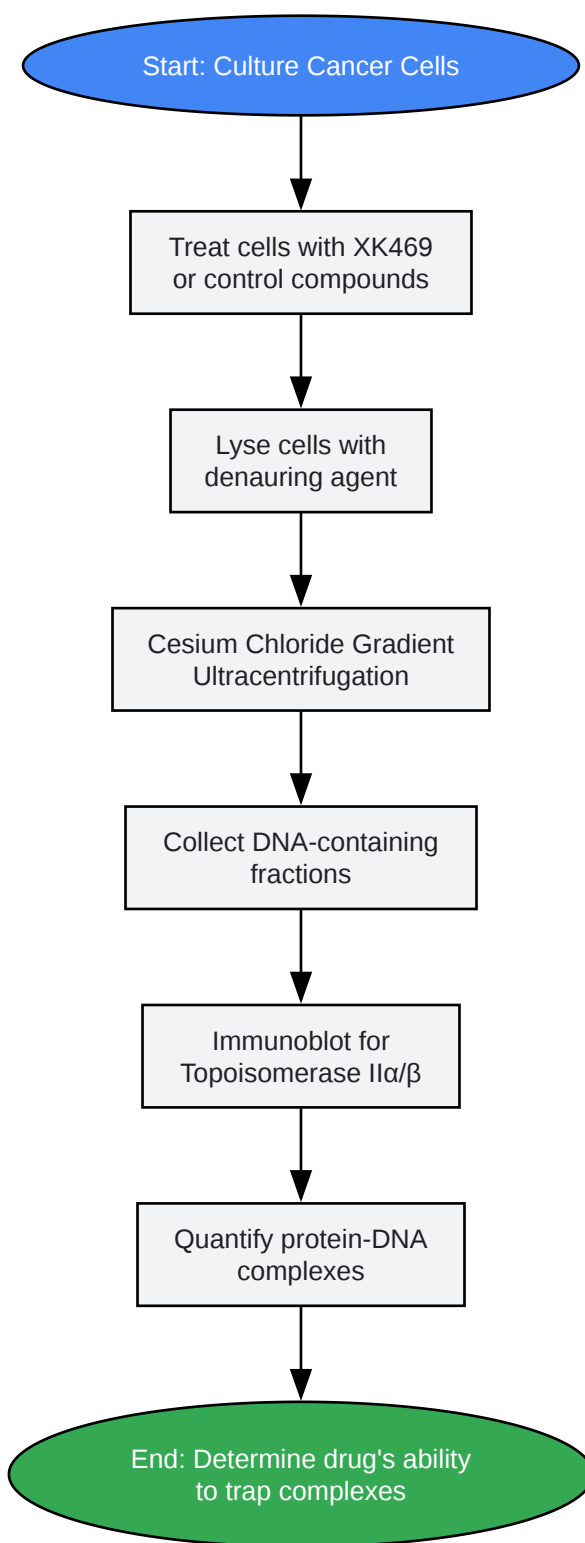 Start: Culture Cancer Cells
Treat cells with XK469
or control compounds
Lyse cells with
denauring agent
Cesium Chloride Gradient
Ultracentrifugation
Collect DNA-containing
fractions
Immunoblot for
Topoisomerase IIα/β
Quantify protein-DNA
complexes
End: Determine drug's ability
to trap complexes